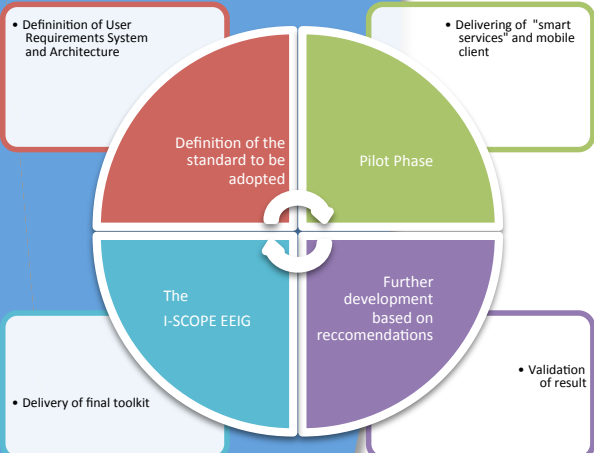 • Defininition of User
Requirements System
and Architecture
• Delivering of "smart
services" and mobile
client
Definition of the
standard to be
adopted
Pilot Phase
The
I-SCOPE EEIG
Further
development
based on
reccomendations
• Delivery of final toolkit
• Validation
of result